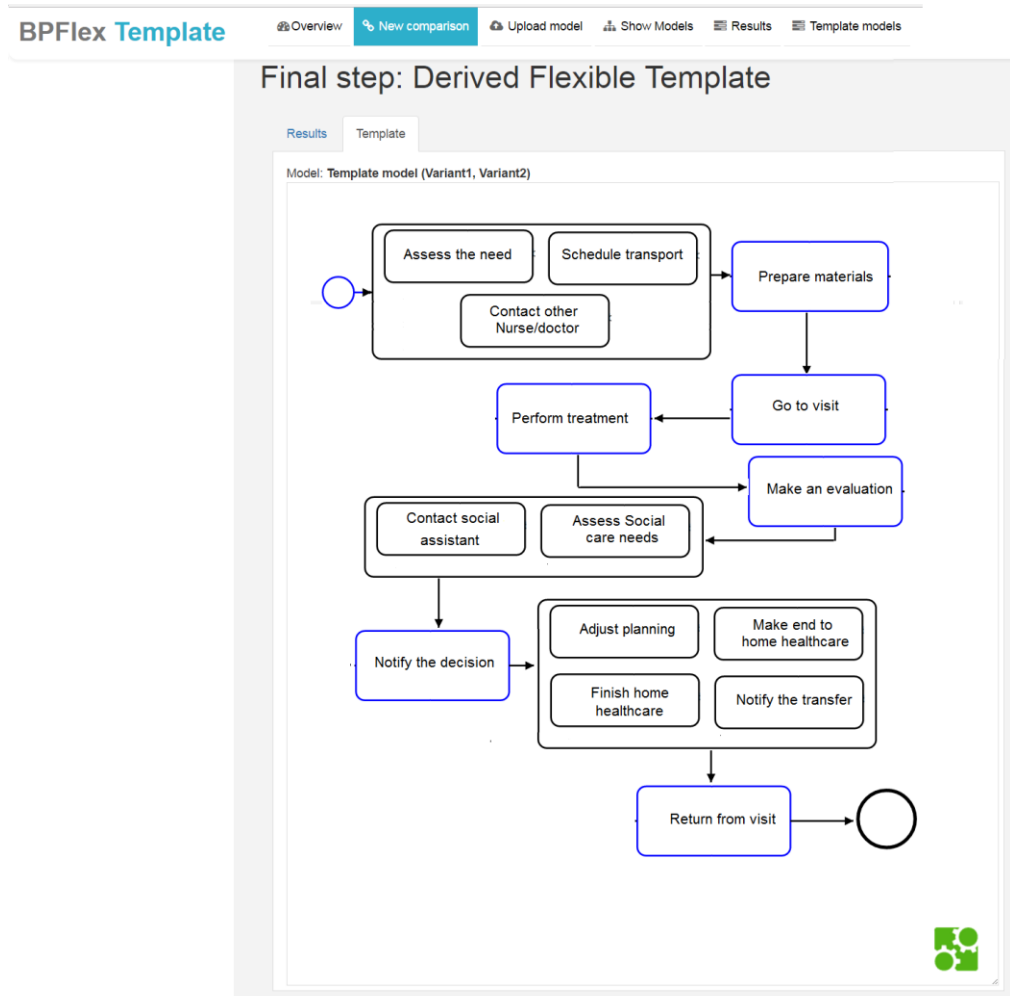 BPFlex Template
Overview
New comparison
Upload model
Show Models
Results
Template models
Final step: Derived Flexible Template
Results
Template
Model: Template model (Variant1, Variant2)
Assess the need
Schedule transport
Contact other
Nurse/doctor
Prepare materials
Go to visit
Perform treatment
Make an evaluation
Contact social
assistant
Assess Social
care needs
Notify the decision
Adjust planning
Make end to
home healthcare
Finish home
healthcare
Notify the transfer
Return from visit